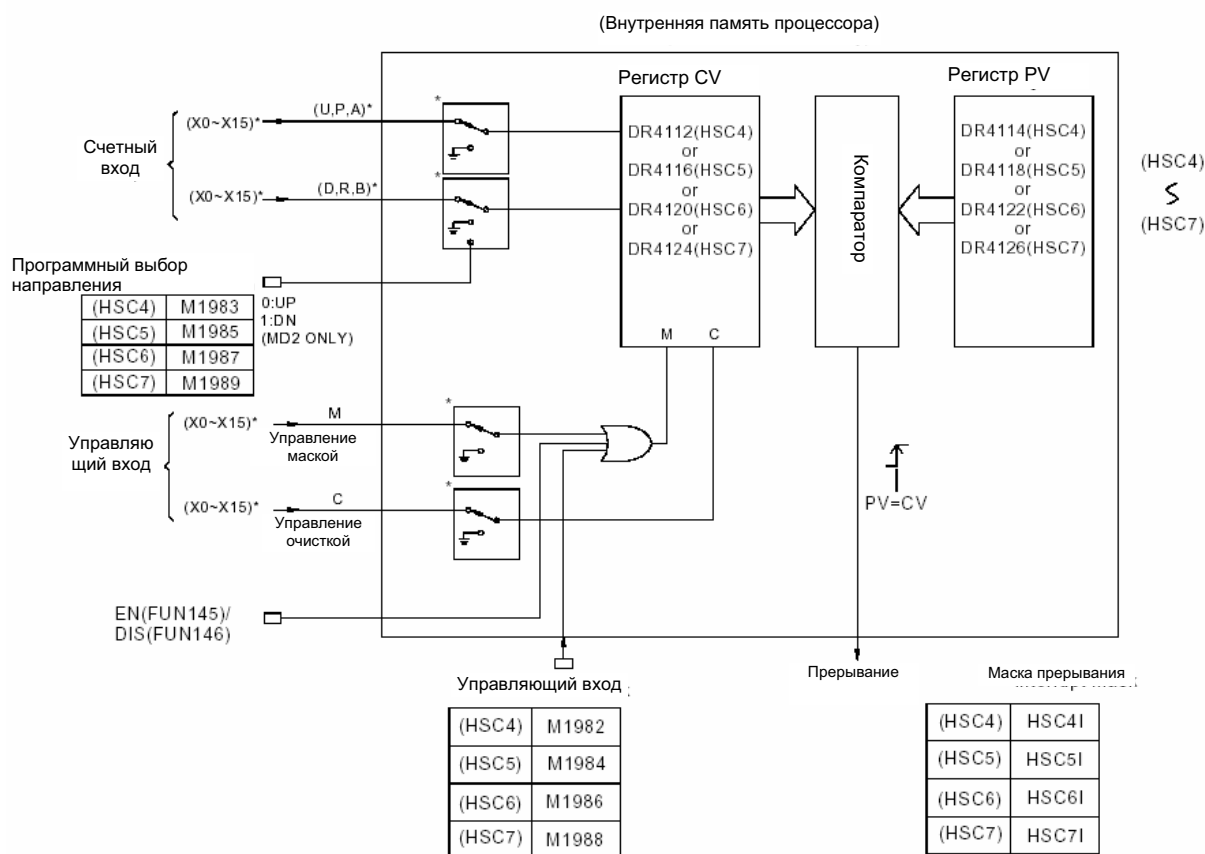 (Внутренняя память процессора)
Регистр CV
Регистр PV
Счетный
вход
(X0~X15)*
(U,P,A)*
*
(X0~X15)*
(D,R,B)*
*
DR4112(HSC4)
or
DR4116(HSC5)
or
DR4120(HSC6)
or
DR4124(HSC7)
M C
Компаратор
DR4114(HSC4)
or
DR4118(HSC5)
or
DR4122(HSC6)
or
DR4126(HSC7)
(HSC4)
(HSC7)
Программный выбор
направления
(HSC4) M1983
(HSC5) M1985
(HSC6) M1987
(HSC7) M1989
0:UP
1:DN
(MD2 ONLY)
Управляю
щий вход
(X0~X15)*
M
Управление
маской
*
(X0~X15)*
C
Управление
очисткой
*
PV=CV
EN(FUN145)/
DIS(FUN146)
Управляющий вход
Прерывание
Маска прерывания
(HSC4) M1982
(HSC5) M1984
(HSC6) M1986
(HSC7) M1988
(HSC4) HSC4I
(HSC5) HSC5I
(HSC6) HSC6I
(HSC7) HSC7I